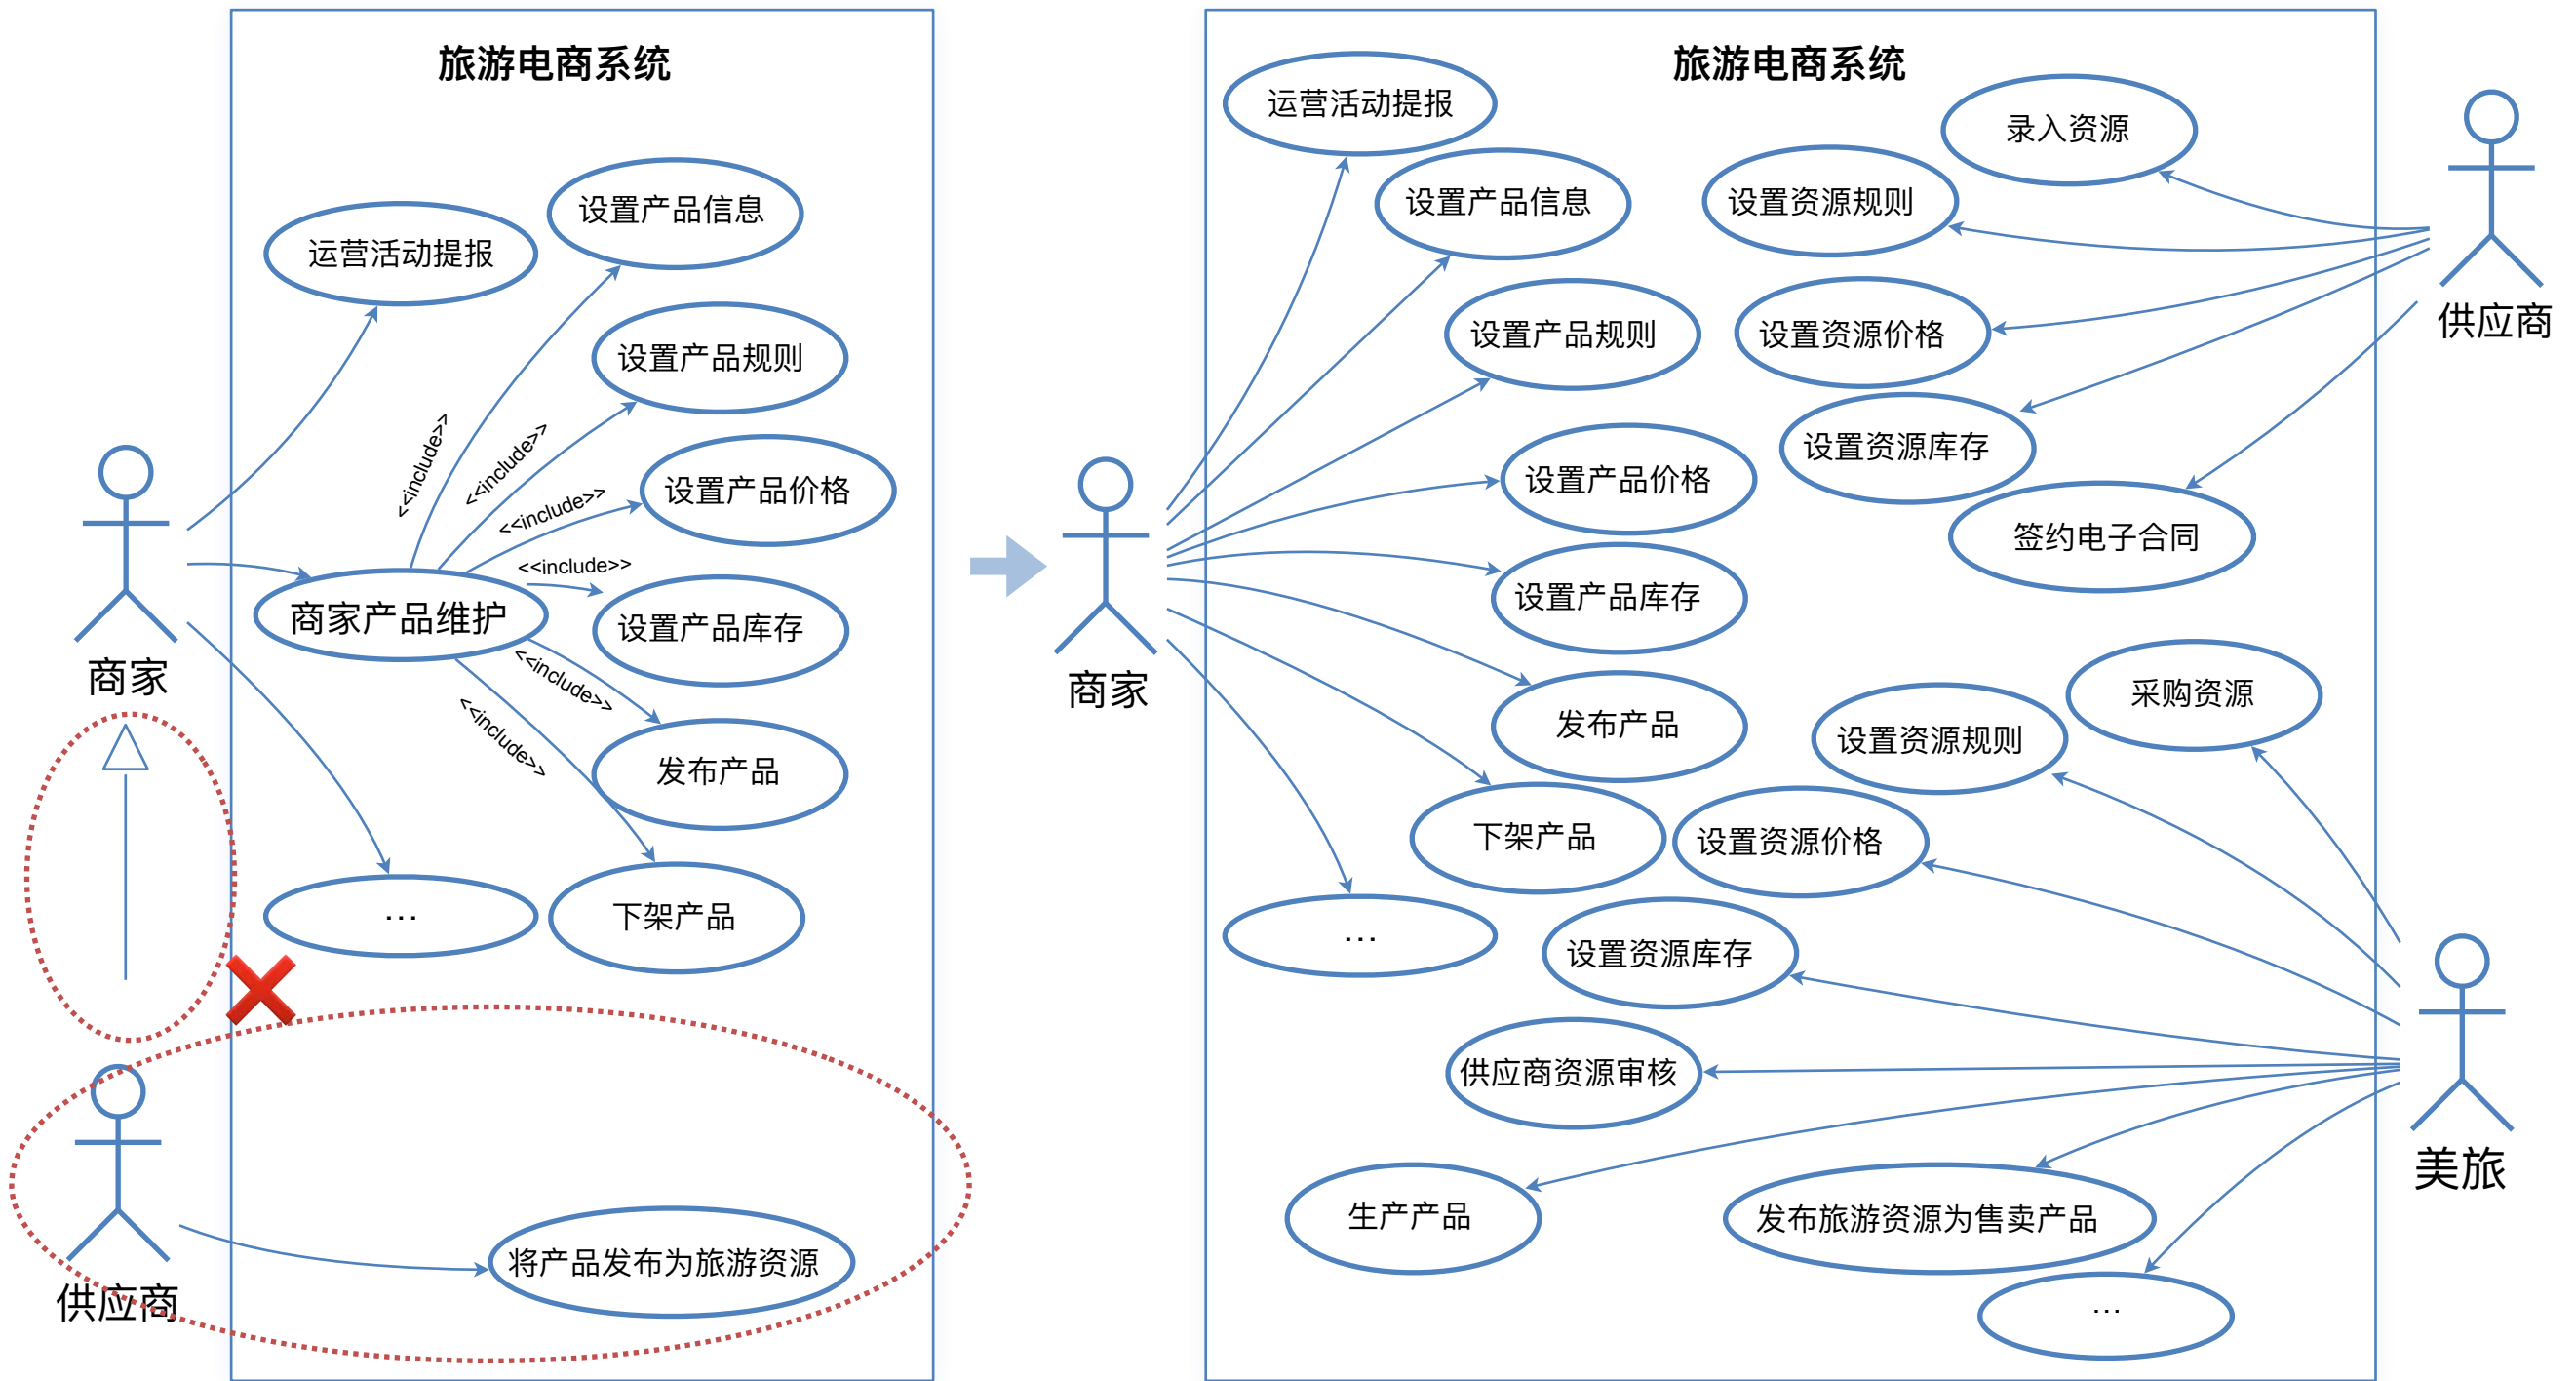 旅游电商系统
设置产品信息
运营活动提报
设置产品规则
<<include>>
<<include>>
设置产品价格
<<include>>
<<include>>
商家产品维护
设置产品库存
商家
<<include>>
<<include>>
发布产品
...
下架产品
将产品发布为旅游资源
供应商
旅游电商系统
运营活动提报
录入资源
设置产品信息
设置资源规则
供应商
设置产品规则
设置资源价格
设置资源库存
设置产品价格
签约电子合同
设置产品库存
商家
采购资源
发布产品
设置资源规则
下架产品
设置资源价格
...
设置资源库存
供应商资源审核
美旅
生产产品
发布旅游资源为售卖产品
...